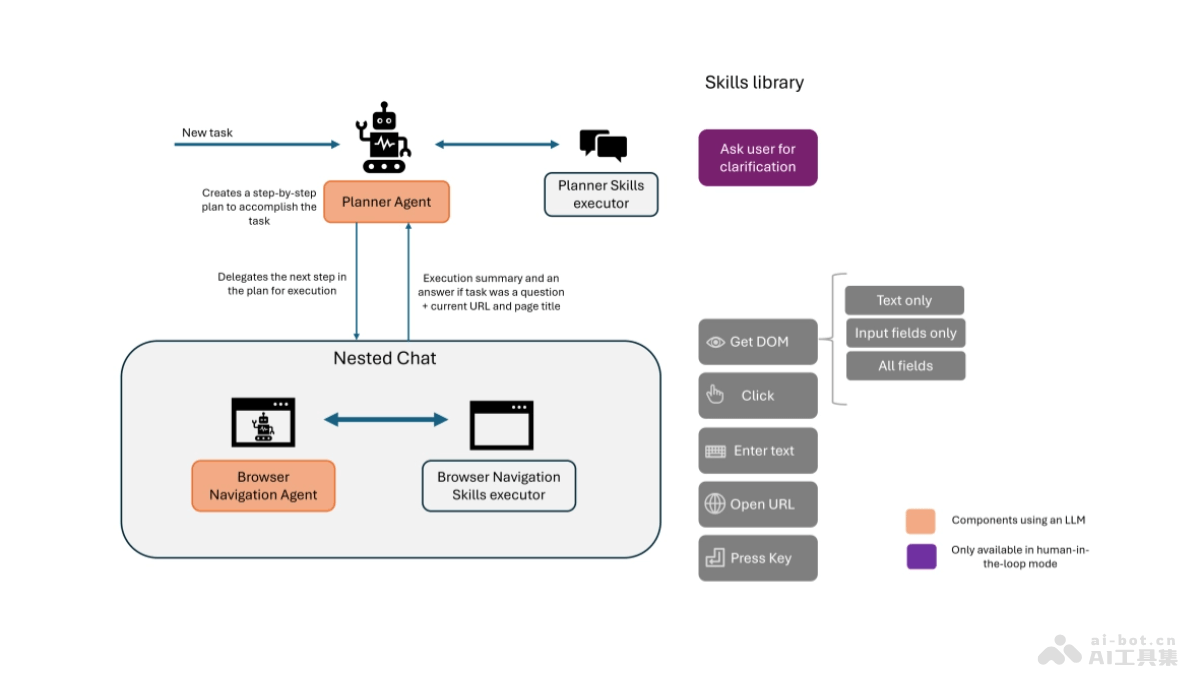 Skills library
New task
Ask user for
clarification
Planner Skills
executor
Creates a step-by-step
plan to accomplish the
task
Planner Agent
Delegates the next step in
the plan for execution
Execution summary and an
answer if task was a question
+ current URL and page title
Text only
Input fields only
All fields
Get DOM
Click
Enter text
Open URL
Press Key
Nested Chat
Browser
Navigation Agent
Browser Navigation
Skills executor
Components using an LLM
Only available in human-in-
the-loop mode
ai-bot.cn
AI工具集